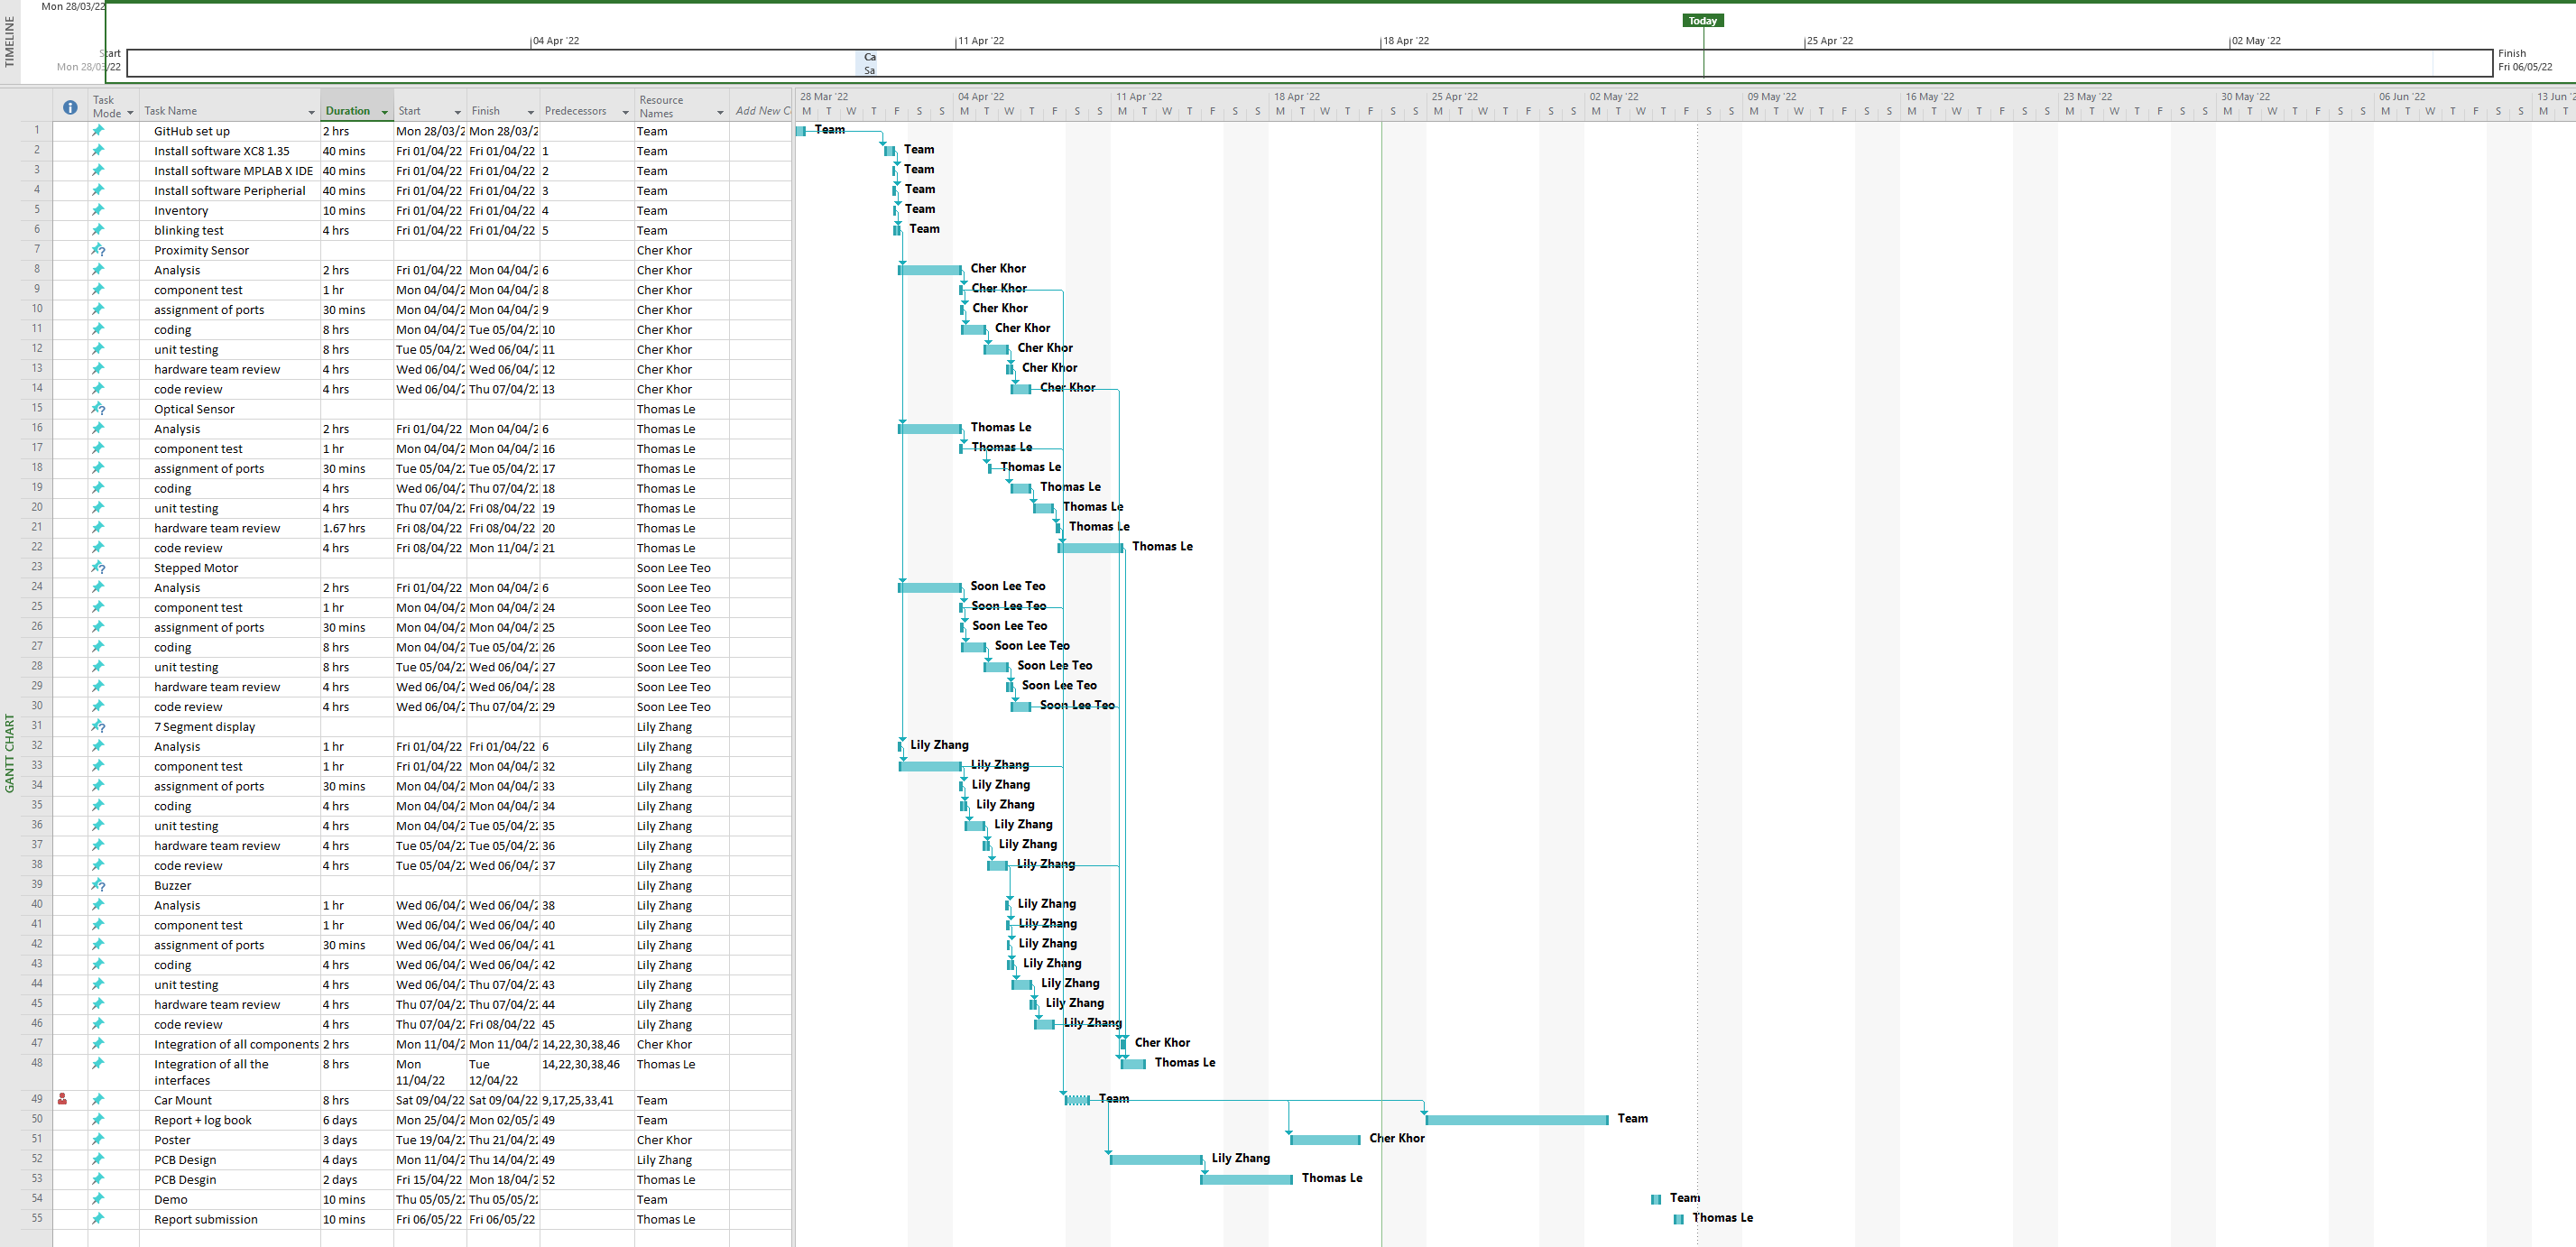 TIMELINE
Mon 28/03/22
Today
04 Apr '22 11 Apr '22 18 Apr '22 25 Apr '22 02 May '22
Start
Mon 28/03/22
Ca
Sa
Finish
Fri 06/05/22
GANTT CHART
Task Mode Task Name Duration Start Finish Predecessors Resource Names Add New C
28 Mar '22 04 Apr '22 11 Apr '22 18 Apr '22 25 Apr '22 02 May '22 09 May '22 16 May '22 23 May '22 30 May '22 06 Jun '22 13 Jun '2
M T W T F S S M T W T F S S M T W T F S S M T W T F S S M T W T F S S M T W T F S S M T W T F S S M T W T F S S M T W T F S S M T W T F S S M T W T F S S M T
1 GitHub set up 2 hrs Mon 28/03/2 Mon 28/03/2 Team Team
2 Install software XC8 1.35 40 mins Fri 01/04/22 Fri 01/04/22 1 Team Team
3 Install software MPLAB X IDE 40 mins Fri 01/04/22 Fri 01/04/22 2 Team Team
4 Install software Peripherial 40 mins Fri 01/04/22 Fri 01/04/22 3 Team Team
5 Inventory 10 mins Fri 01/04/22 Fri 01/04/22 4 Team Team
6 blinking test 4 hrs Fri 01/04/22 Fri 01/04/22 5 Team Team
7 Proximity Sensor Cher Khor
8 Analysis 2 hrs Fri 01/04/22 Mon 04/04/2 6 Cher Khor Cher Khor
9 component test 1 hr Mon 04/04/2 Mon 04/04/2 8 Cher Khor Cher Khor
10 assignment of ports 30 mins Mon 04/04/2 Mon 04/04/2 9 Cher Khor Cher Khor
11 coding 8 hrs Mon 04/04/2 Tue 05/04/22 10 Cher Khor Cher Khor
12 unit testing 8 hrs Tue 05/04/22 Wed 06/04/2 11 Cher Khor Cher Khor
13 hardware team review 4 hrs Wed 06/04/2 Wed 06/04/2 12 Cher Khor Cher Khor
14 code review 4 hrs Wed 06/04/2 Thu 07/04/22 13 Cher Khor Cher Khor
15 Optical Sensor Thomas Le
16 Analysis 2 hrs Fri 01/04/22 Mon 04/04/2 6 Thomas Le Thomas Le
17 component test 1 hr Mon 04/04/2 Mon 04/04/2 16 Thomas Le Thomas Le
18 assignment of ports 30 mins Tue 05/04/22 Tue 05/04/22 17 Thomas Le Thomas Le
19 coding 4 hrs Wed 06/04/2 Thu 07/04/22 18 Thomas Le Thomas Le
20 unit testing 4 hrs Thu 07/04/22 Fri 08/04/22 19 Thomas Le Thomas Le
21 hardware team review 1.67 hrs Fri 08/04/22 Fri 08/04/22 20 Thomas Le Thomas Le
22 code review 4 hrs Fri 08/04/22 Mon 11/04/2 21 Thomas Le Thomas Le
23 Stepped Motor Soon Lee Teo
24 Analysis 2 hrs Fri 01/04/22 Mon 04/04/2 6 Soon Lee Teo Soon Lee Teo
25 component test 1 hr Mon 04/04/2 Mon 04/04/2 24 Soon Lee Teo Soon Lee Teo
26 assignment of ports 30 mins Mon 04/04/2 Mon 04/04/2 25 Soon Lee Teo Soon Lee Teo
27 coding 8 hrs Mon 04/04/2 Tue 05/04/22 26 Soon Lee Teo Soon Lee Teo
28 unit testing 8 hrs Tue 05/04/22 Wed 06/04/2 27 Soon Lee Teo Soon Lee Teo
29 hardware team review 4 hrs Wed 06/04/2 Wed 06/04/2 28 Soon Lee Teo Soon Lee Teo
30 code review 4 hrs Wed 06/04/2 Thu 07/04/22 29 Soon Lee Teo Soon Lee Teo
31 7 Segment display Lily Zhang
32 Analysis 1 hr Fri 01/04/22 Fri 01/04/22 6 Lily Zhang Lily Zhang
33 component test 1 hr Fri 01/04/22 Mon 04/04/2 32 Lily Zhang Lily Zhang
34 assignment of ports 30 mins Mon 04/04/2 Mon 04/04/2 33 Lily Zhang Lily Zhang
35 coding 4 hrs Mon 04/04/2 Mon 04/04/2 34 Lily Zhang Lily Zhang
36 unit testing 4 hrs Mon 04/04/2 Tue 05/04/22 35 Lily Zhang Lily Zhang
37 hardware team review 4 hrs Tue 05/04/22 Tue 05/04/22 36 Lily Zhang Lily Zhang
38 code review 4 hrs Tue 05/04/22 Wed 06/04/2 37 Lily Zhang Lily Zhang
39 Buzzer Lily Zhang
40 Analysis 1 hr Wed 06/04/2 Wed 06/04/2 38 Lily Zhang Lily Zhang
41 component test 1 hr Wed 06/04/2 Wed 06/04/2 40 Lily Zhang Lily Zhang
42 assignment of ports 30 mins Wed 06/04/2 Wed 06/04/2 41 Lily Zhang Lily Zhang
43 coding 4 hrs Wed 06/04/2 Wed 06/04/2 42 Lily Zhang Lily Zhang
44 unit testing 4 hrs Wed 06/04/2 Thu 07/04/22 43 Lily Zhang Lily Zhang
45 hardware team review 4 hrs Thu 07/04/22 Thu 07/04/22 44 Lily Zhang Lily Zhang
46 code review 4 hrs Thu 07/04/22 Fri 08/04/22 45 Lily Zhang Lily Zhang
47 Integration of all components 2 hrs Mon 11/04/2 Mon 11/04/2 14,22,30,38,46 Cher Khor Cher Khor
48 Integration of all the interfaces 8 hrs Mon 11/04/22 Tue 12/04/22 14,22,30,38,46 Thomas Le Thomas Le
49 Car Mount 8 hrs Sat 09/04/22 Sat 09/04/22 9,17,25,33,41 Team Team
50 Report + log book 6 days Mon 25/04/2 Mon 02/05/2 49 Team Team
51 Poster 3 days Tue 19/04/22 Thu 21/04/22 49 Cher Khor Cher Khor
52 PCB Design 4 days Mon 11/04/2 Thu 14/04/22 49 Lily Zhang Lily Zhang
53 PCB Desgin 2 days Fri 15/04/22 Mon 18/04/2 52 Thomas Le Thomas Le
54 Demo 10 mins Thu 05/05/22 Thu 05/05/22 Team Team
55 Report submission 10 mins Fri 06/05/22 Fri 06/05/22 Thomas Le Thomas Le